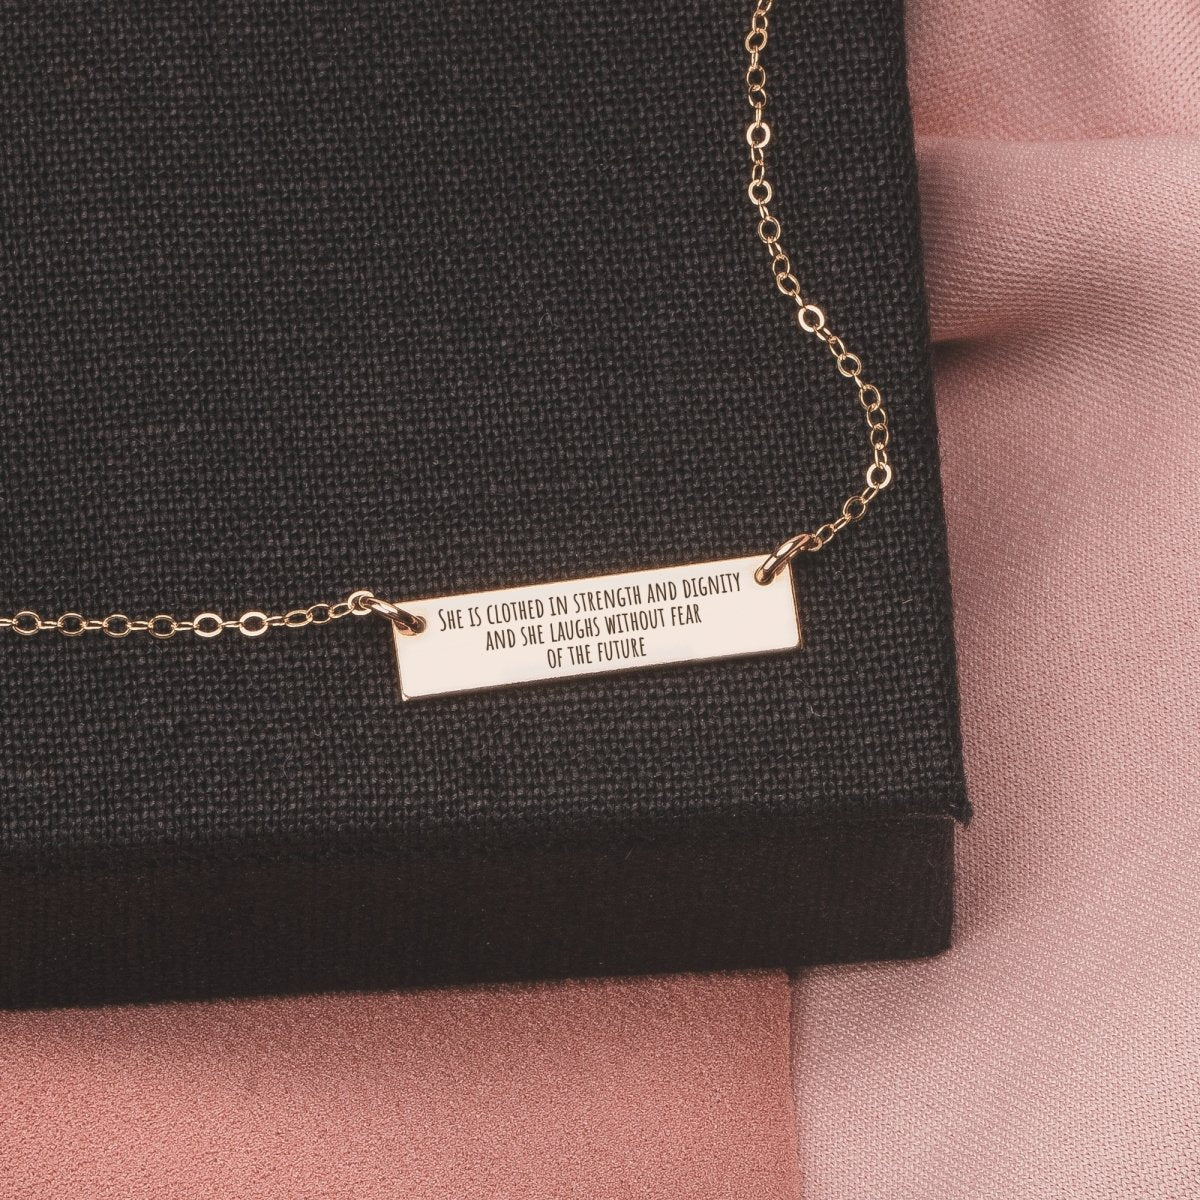 She is clothed in strength and dignity
and she laughs without fear
of the future